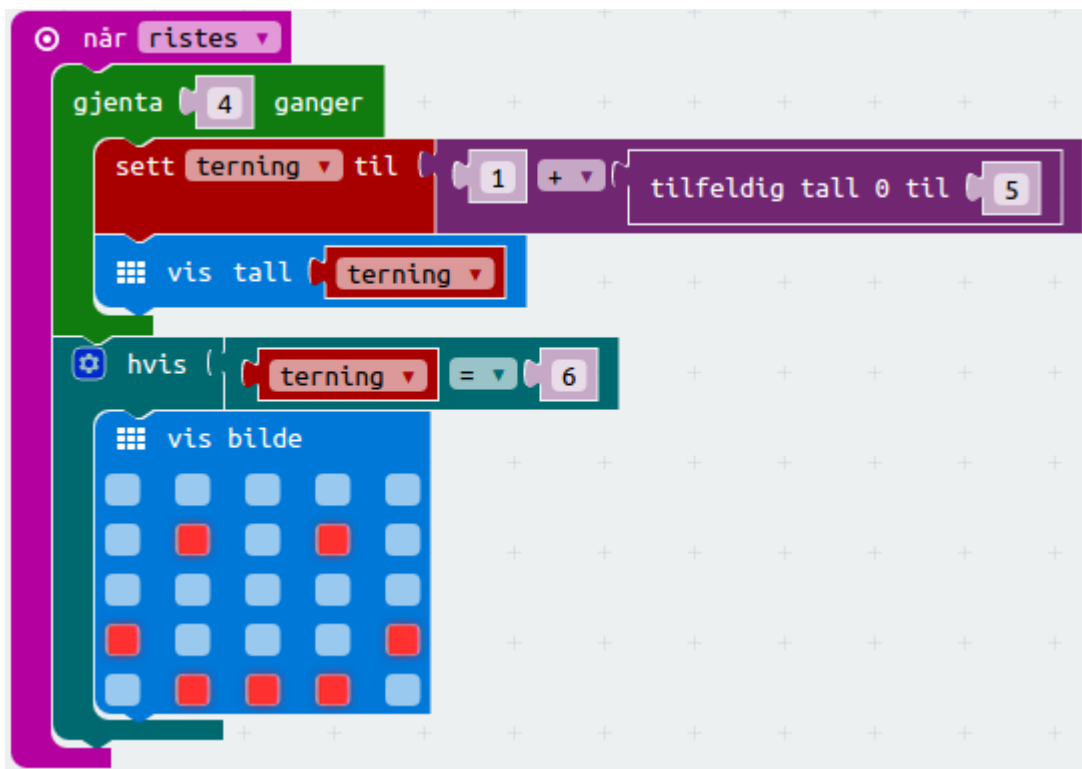 når ristes
gjenta 4 ganger
sett terning til 1 + tilfeldig tall 0 til 5
vis tall terning
hvis terning = 6
vis bilde